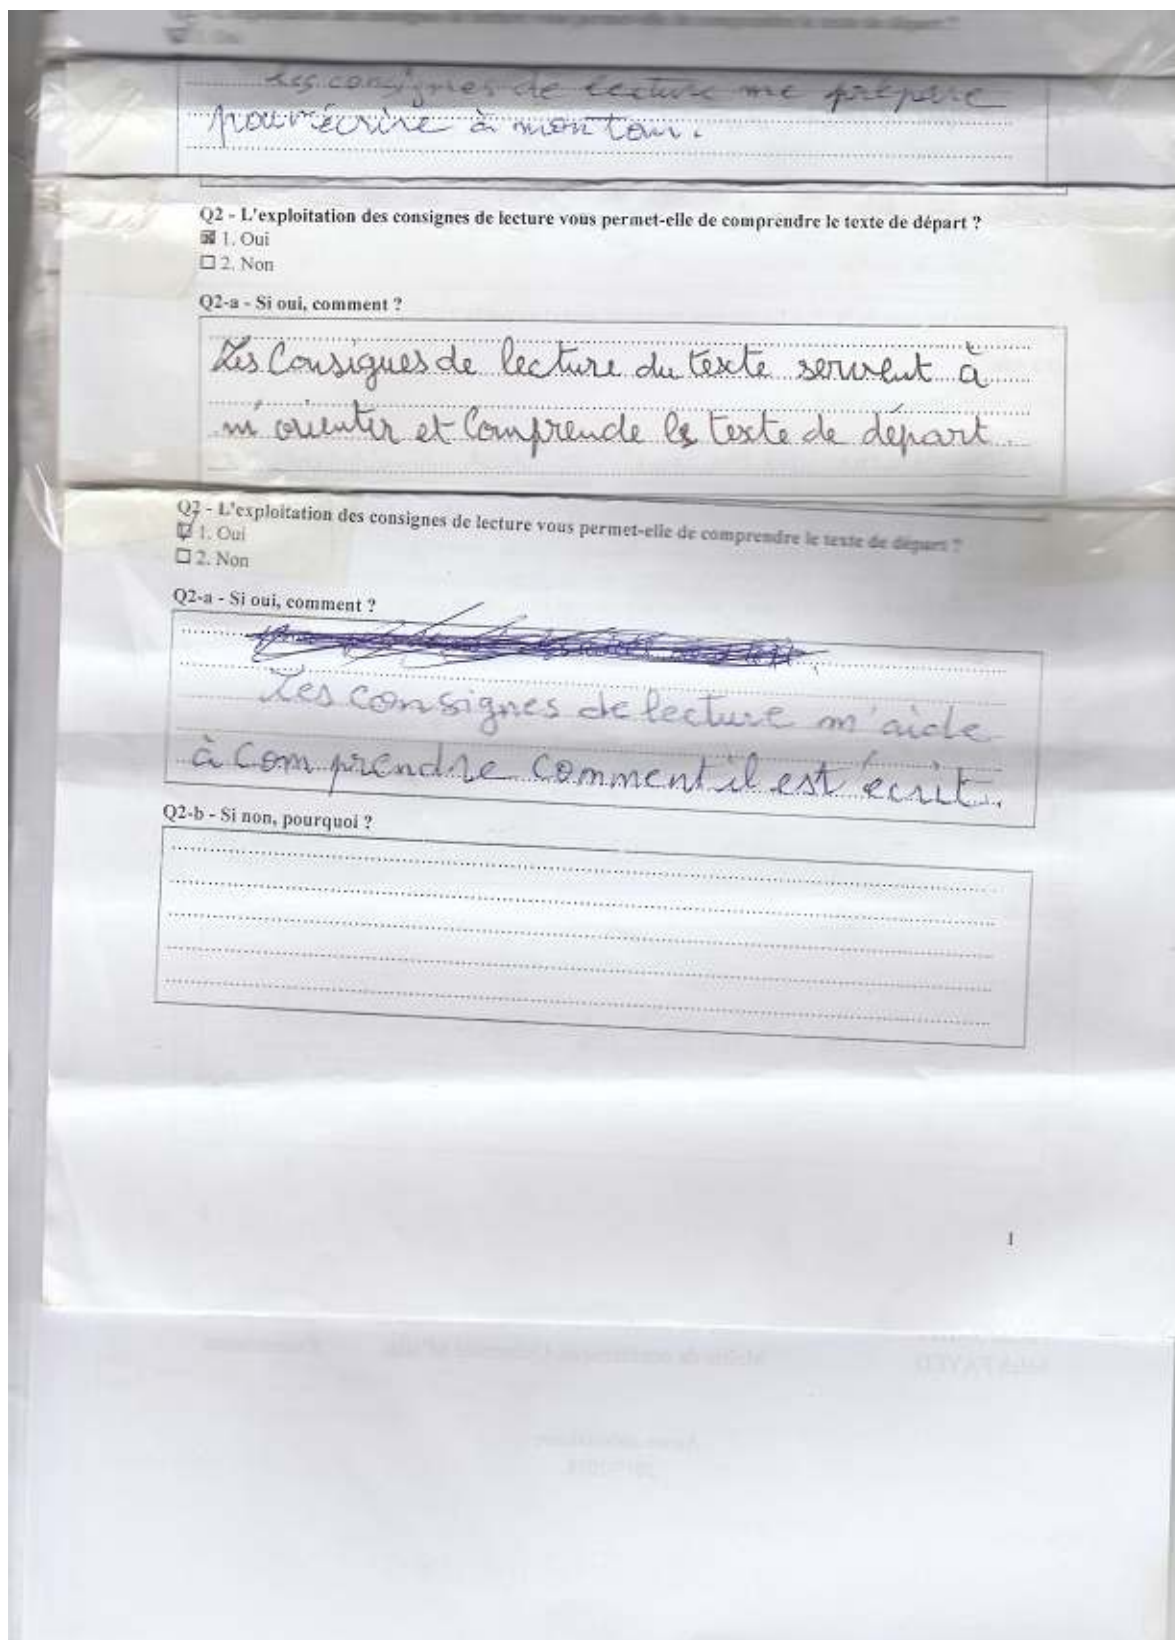 1. Oui
Les consignes de lecture me prépare
pour écrire à mon tour.
Q2 - L'exploitation des consignes de lecture vous permet-elle de comprendre le texte de départ ?
1. Oui
2. Non
Q2-a - Si oui, comment ?
Les Consignes de lecture du texte servent à
m'orienter et Comprende le texte de départ.
Q2 - L'exploitation des consignes de lecture vous permet-elle de comprendre le texte de départ ?
1. Oui
2. Non
Q2-a - Si oui, comment ?
Les consignes de lecture m'aide
à comprendre comment il est écrit.
Q2-b - Si non, pourquoi ?
1